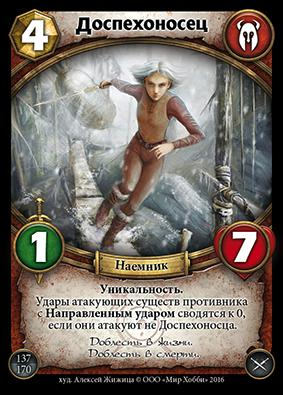 4
Доспехоносец
1
7
Наемник
Уникальность.
Удары атакующих существ противника
с Направленным ударом сводятся к 0,
если они атакуют не Доспехоносца.
Доблесть в жизни.
Доблесть в смерти.
137
170
худ. Алексей Жижица © ООО «Мир Хобби» 2016